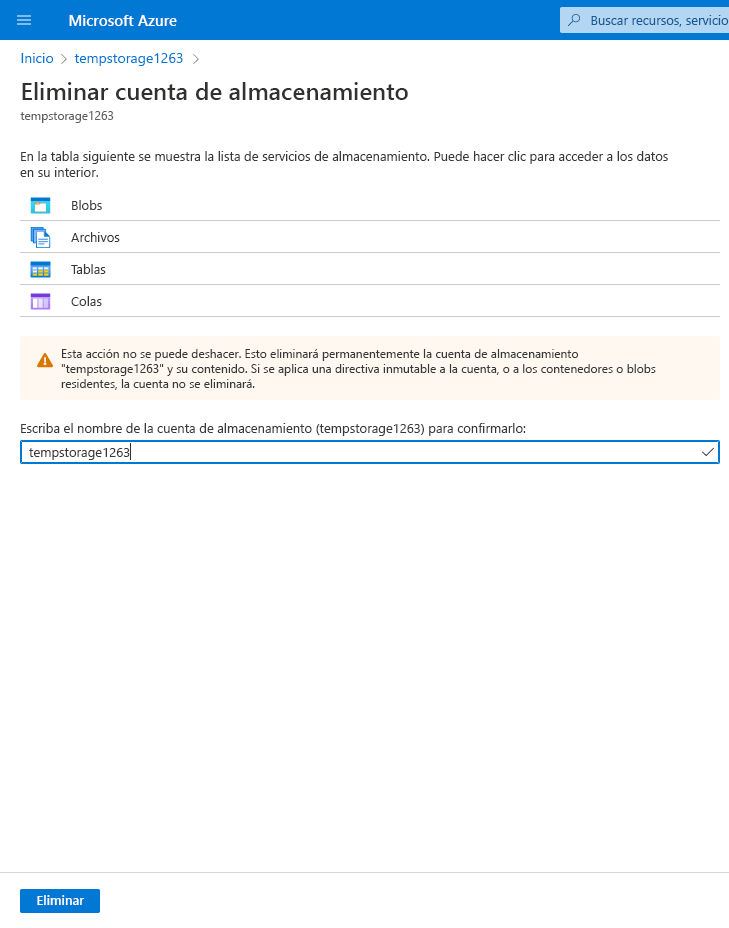 Microsoft Azure
Buscar recursos, servicio
Inicio > tempstorage1263 >
Eliminar cuenta de almacenamiento
tempstorage1263
En la tabla siguiente se muestra la lista de servicios de almacenamiento. Puede hacer clic para acceder a los datos
en su interior.
Blobs
Archivos
Tablas
Colas
Esta acción no se puede deshacer. Esto eliminará permanentemente la cuenta de almacenamiento
"tempstorage1263" y su contenido. Si se aplica una directiva inmutable a la cuenta, o a los contenedores o blobs
residentes, la cuenta no se eliminará.
Escriba el nombre de la cuenta de almacenamiento (tempstorage1263) para confirmarlo:
tempstorage1263
Eliminar